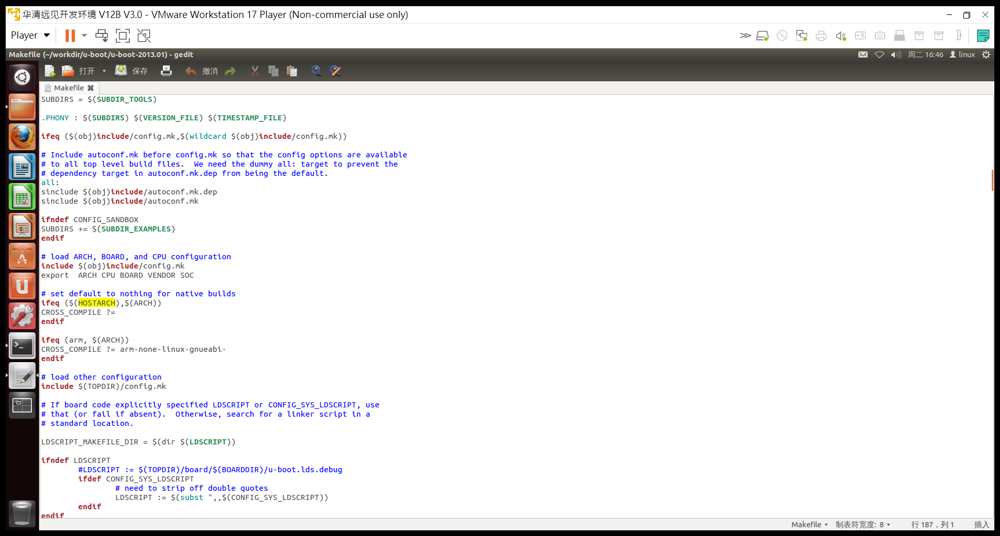 华清远见开发环境 V12B V3.0 - VMware Workstation 17 Player (Non-commercial use only)
Player
Makefile (~/workdir/u-boot/u-boot-2013.01) - gedit
周二 16:46 linux
打开 保存 撤消
Makefile
SUBDIRS = $(SUBDIR_TOOLS)
.PHONY : $(SUBDIRS) $(VERSION_FILE) $(TIMESTAMP_FILE)
ifeq ($(obj)include/config.mk,$(wildcard $(obj)include/config.mk))
# Include autoconf.mk before config.mk so that the config options are available
# to all top level build files.  We need the dummy all: target to prevent the
# dependency target in autoconf.mk.dep from being the default.
all:
sinclude $(obj)include/autoconf.mk.dep
sinclude $(obj)include/autoconf.mk
ifndef CONFIG_SANDBOX
SUBDIRS += $(SUBDIR_EXAMPLES)
endif
# load ARCH, BOARD, and CPU configuration
include $(obj)include/config.mk
export  ARCH CPU BOARD VENDOR SOC
# set default to nothing for native builds
ifeq ($(HOSTARCH),$(ARCH))
CROSS_COMPILE ?=
endif
ifeq (arm, $(ARCH))
CROSS_COMPILE ?= arm-none-linux-gnueabi-
endif
# load other configuration
include $(TOPDIR)/config.mk
# If board code explicitly specified LDSCRIPT or CONFIG_SYS_LDSCRIPT, use
# that (or fail if absent).  Otherwise, search for a linker script in a
# standard location.
LDSCRIPT_MAKEFILE_DIR = $(dir $(LDSCRIPT))
ifndef LDSCRIPT
#LDSCRIPT := $(TOPDIR)/board/$(BOARDDIR)/u-boot.lds.debug
ifdef CONFIG_SYS_LDSCRIPT
# need to strip off double quotes
LDSCRIPT := $(subst ",,$(CONFIG_SYS_LDSCRIPT))
endif
endif
Makefile 制表符宽度: 8 行 187，列 1 插入